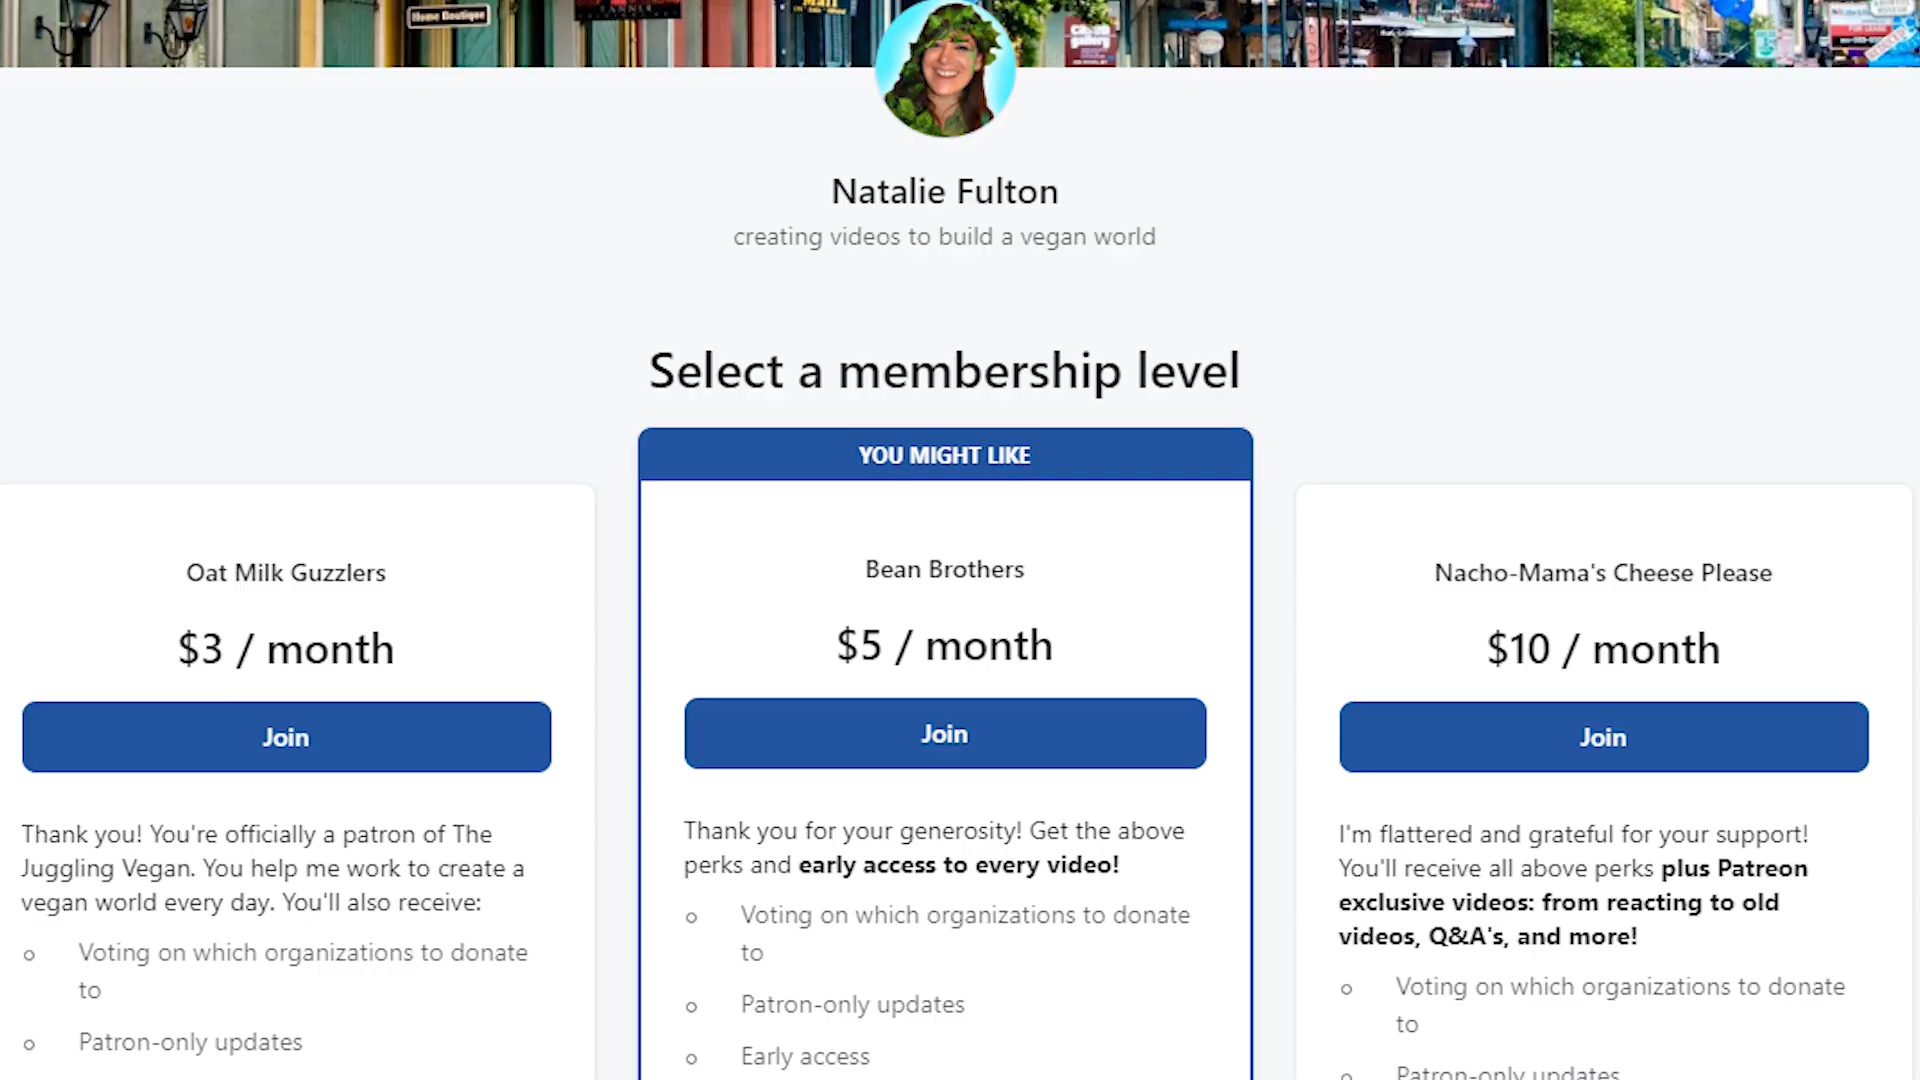 Home Boutique
Natalie Fulton
creating videos to build a vegan world
Select a membership level
YOU MIGHT LIKE
Oat Milk Guzzlers
$3 / month
Join
Thank you! You're officially a patron of The
Juggling Vegan. You help me work to create a
vegan world every day. You'll also receive:
Voting on which organizations to donate
to
Patron-only updates
Bean Brothers
$5 / month
Join
Thank you for your generosity! Get the above
perks and early access to every video!
Voting on which organizations to donate
to
Patron-only updates
Early access
Nacho-Mama's Cheese Please
$10 / month
Join
I'm flattered and grateful for your support!
You'll receive all above perks plus Patreon
exclusive videos: from reacting to old
videos, Q&A's, and more!
Voting on which organizations to donate
to
Patron-only updates